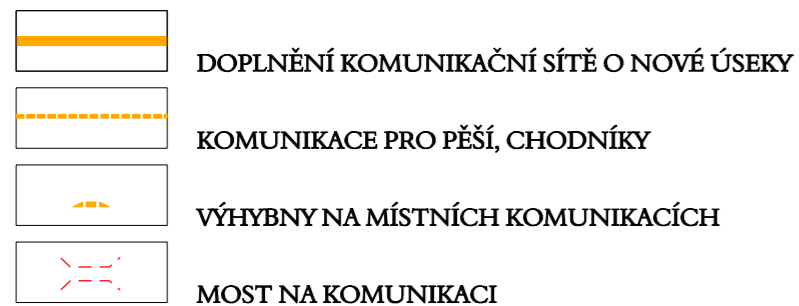 DOPLNĚNÍ KOMUNIKAČNÍ SÍTĚ O NOVÉ ÚSEKY
KOMUNIKACE PRO PĚŠÍ, CHODNÍKY
VÝHYBNY NA MÍSTNÍCH KOMUNIKACÍCH
MOST NA KOMUNIKACI